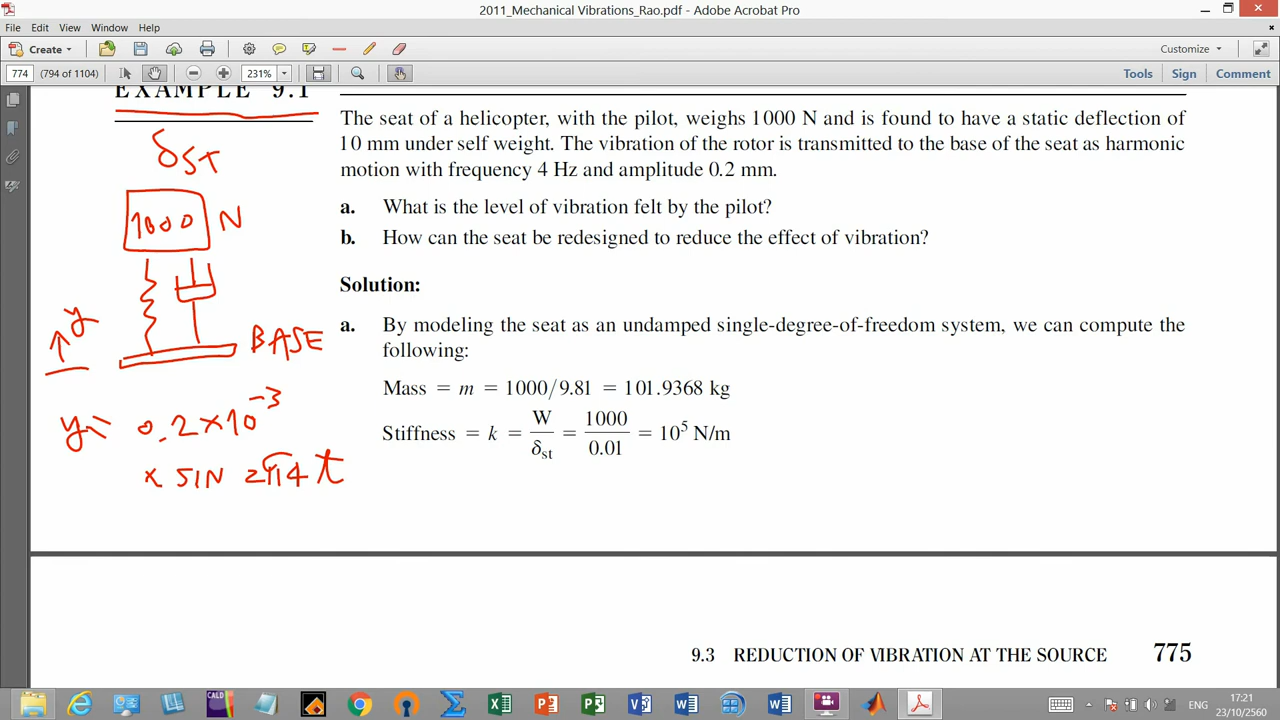 2011_Mechanical Vibrations_Rao.pdf - Adobe Acrobat Pro
File Edit View Window Help
Create Customize
774 (794 of 1104) 231% Tools Sign Comment
EXAMPLE 9.1
The seat of a helicopter, with the pilot, weighs 1000 N and is found to have a static deflection of
10 mm under self weight. The vibration of the rotor is transmitted to the base of the seat as harmonic
motion with frequency 4 Hz and amplitude 0.2 mm.
a. What is the level of vibration felt by the pilot?
b. How can the seat be redesigned to reduce the effect of vibration?
Solution:
a. By modeling the seat as an undamped single-degree-of-freedom system, we can compute the
following:
Mass = m = 1000/9.81 = 101.9368 kg
Stiffness = k = W/δst = 1000/0.01 = 10⁵ N/m
δST
1000 N
y
BASE
y = 0.2 × 10⁻³
× SIN 2π4 t
9.3 REDUCTION OF VIBRATION AT THE SOURCE 775
CALD
ENG
17:21
23/10/2560